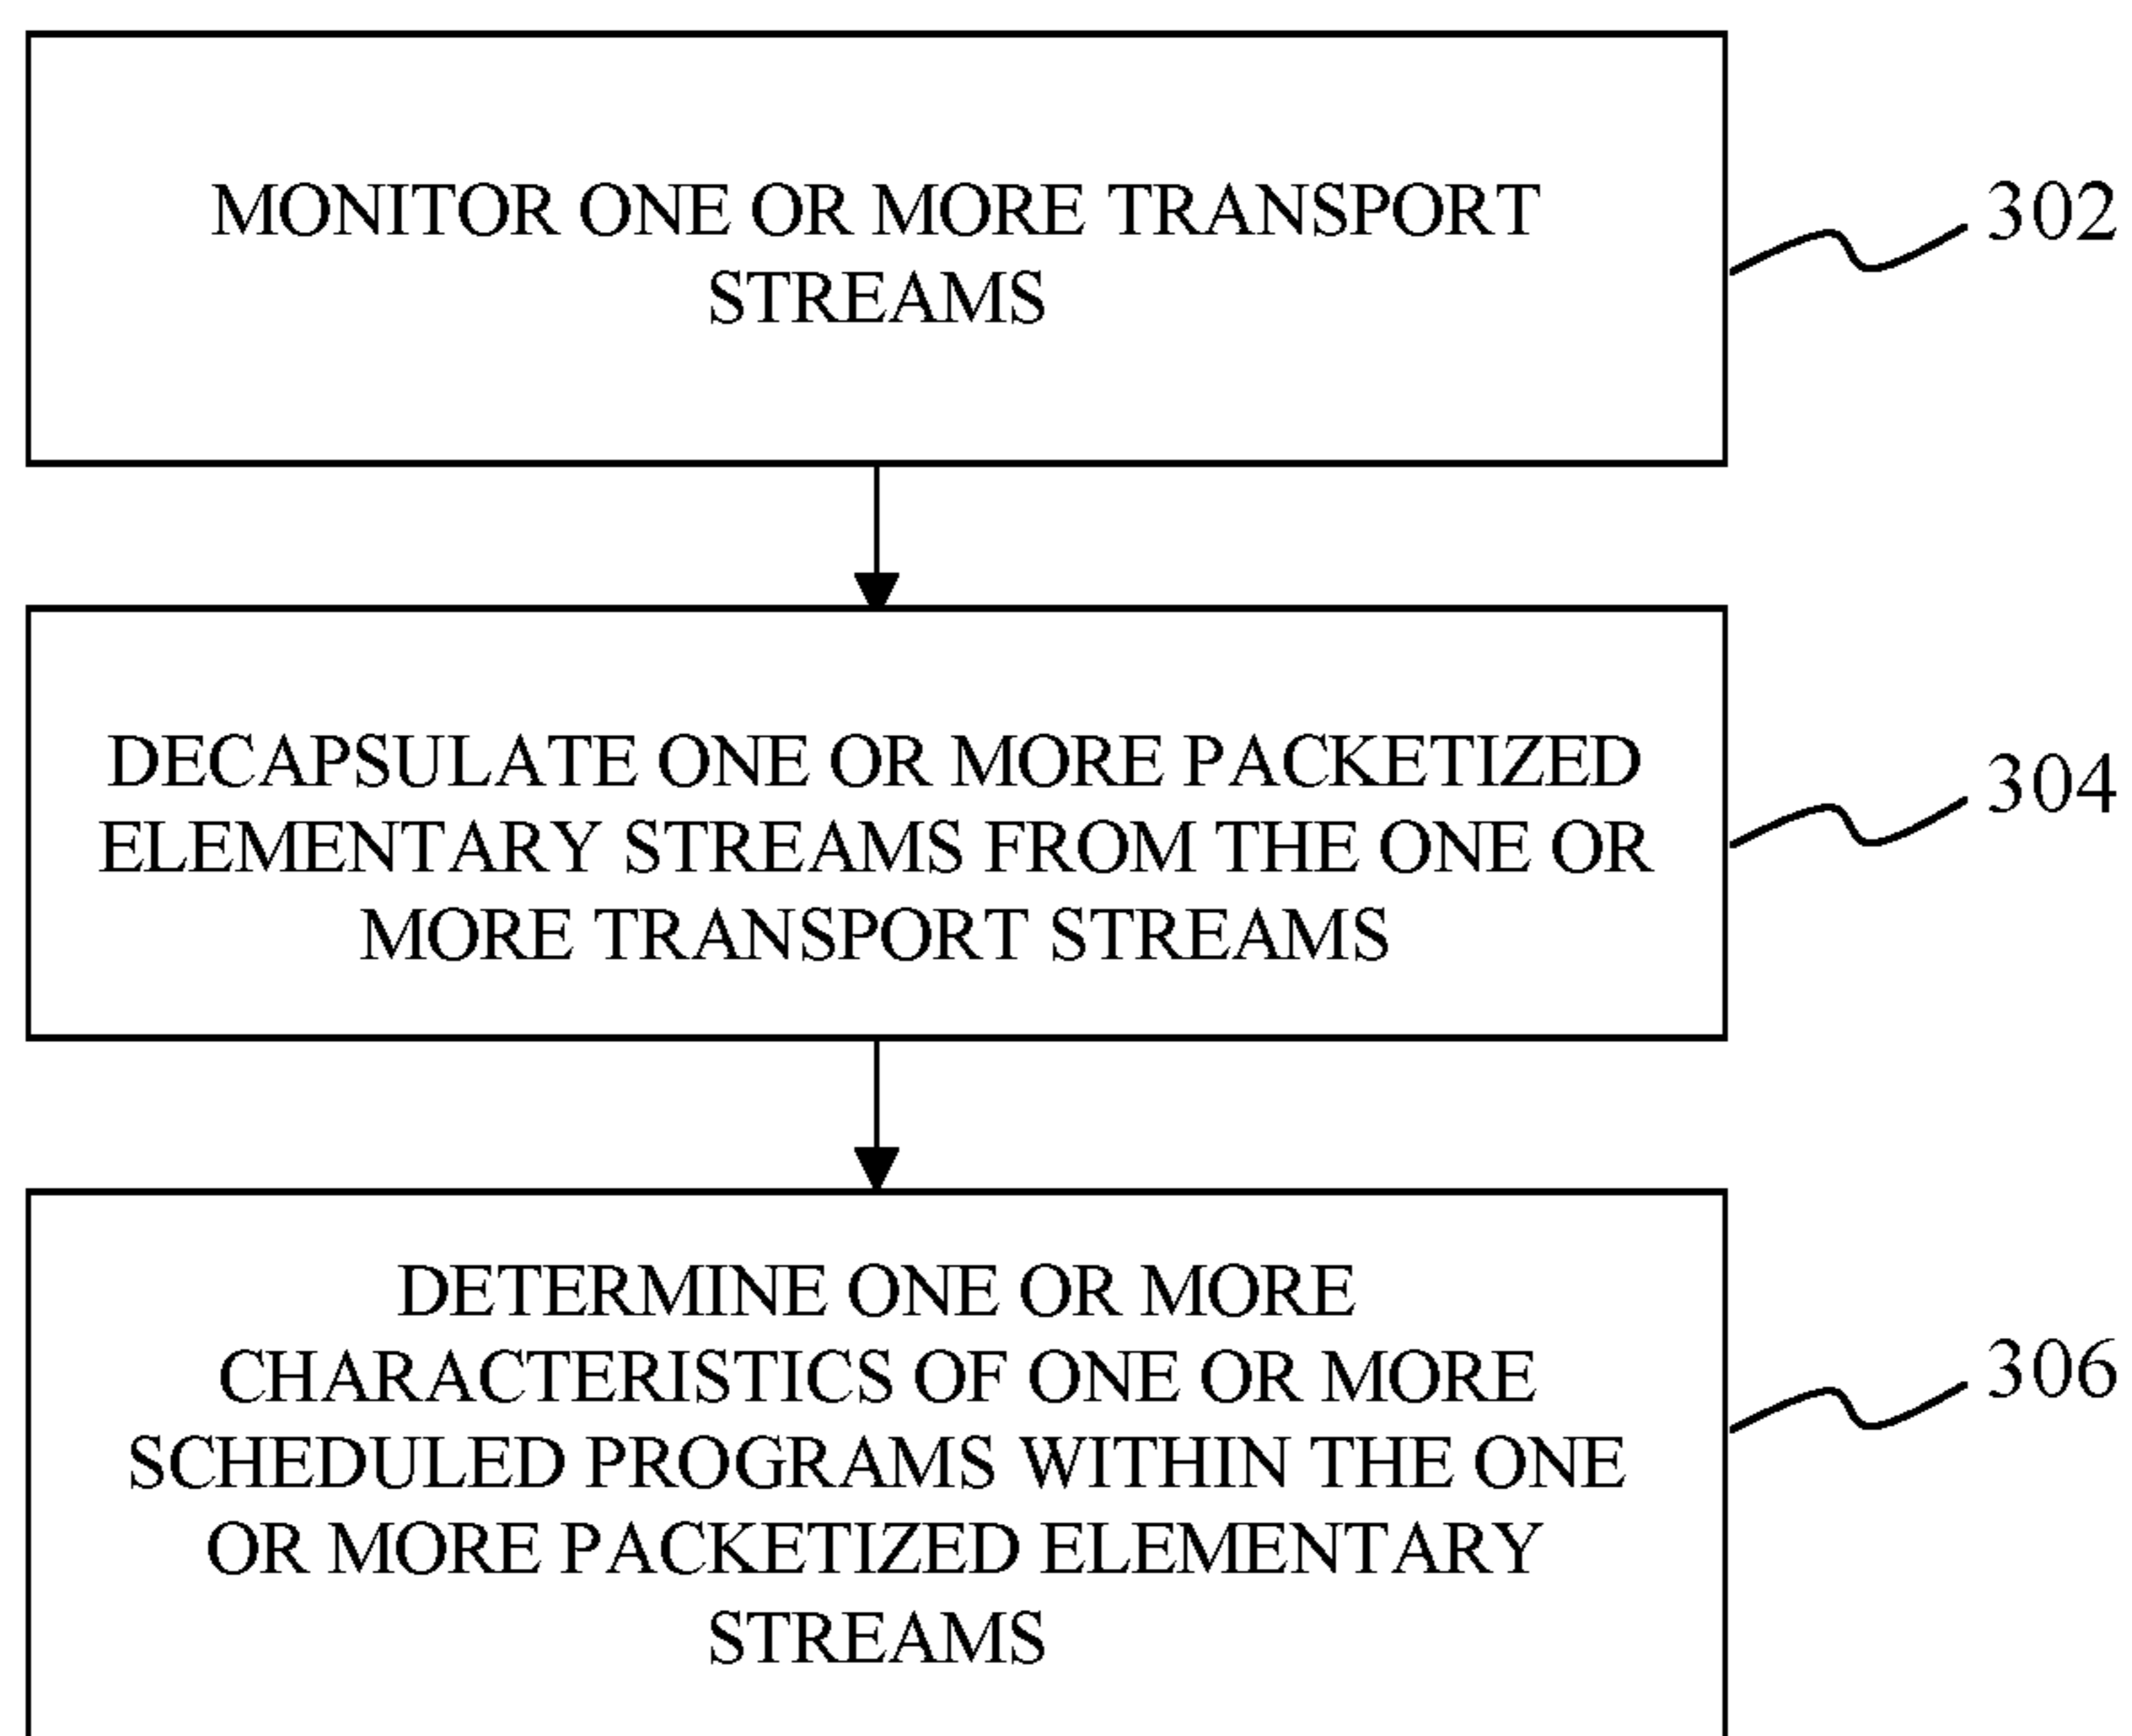 MONITOR ONE OR MORE TRANSPORT
STREAMS
302
DECAPSULATE ONE OR MORE PACKETIZED
ELEMENTARY STREAMS FROM THE ONE OR
MORE TRANSPORT STREAMS
304
DETERMINE ONE OR MORE
CHARACTERISTICS OF ONE OR MORE
SCHEDULED PROGRAMS WITHIN THE ONE
OR MORE PACKETIZED ELEMENTARY
STREAMS
306